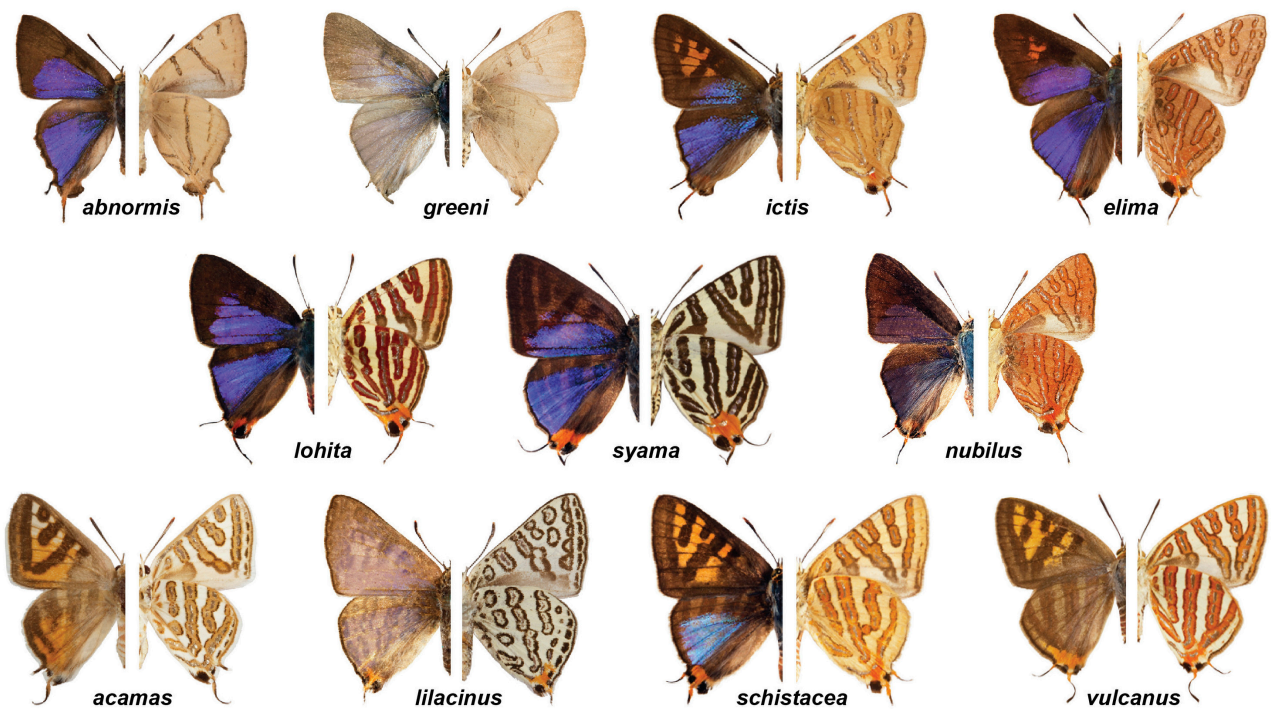 abnormis
greeni
ictis
elima
lohita
syama
nubilus
acamas
lilacinus
schistacea
vulcanus